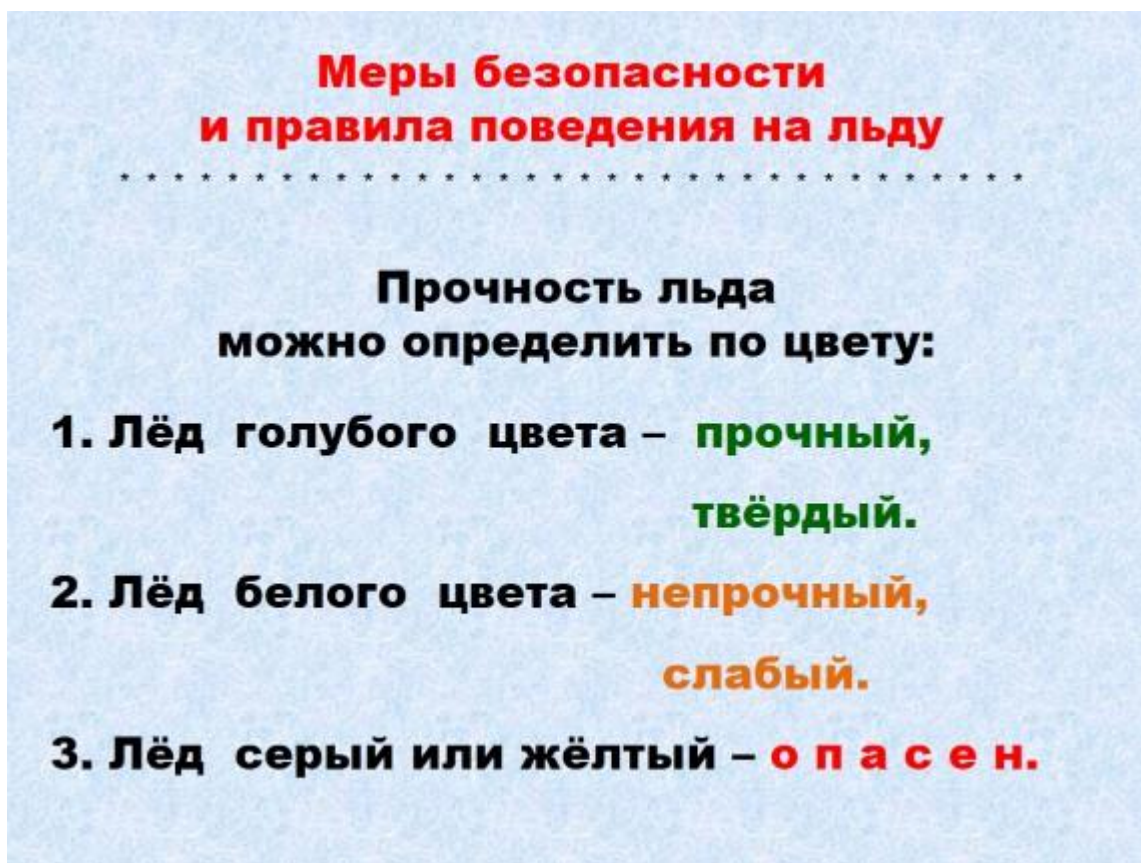 Меры безопасности
и правила поведения на льду
* * * * * * * * * * * * * * * * * * * * * * * * * * * * * * * * * *
Прочность льда
можно определить по цвету:
1. Лёд голубого цвета – прочный,
твёрдый.
2. Лёд белого цвета – непрочный,
слабый.
3. Лёд серый или жёлтый – о п а с е н.